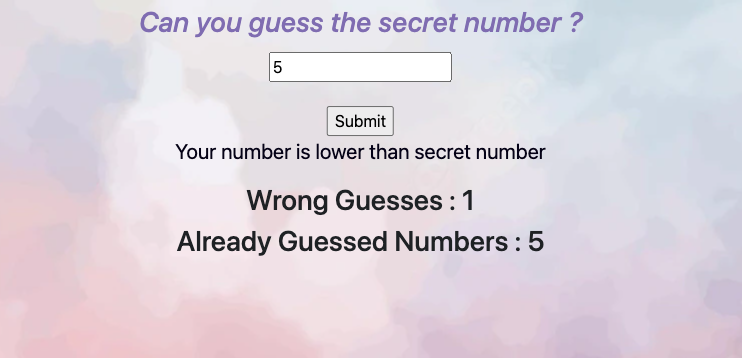 Can you guess the secret number ?
5
Submit
Your number is lower than secret number
Wrong Guesses : 1
Already Guessed Numbers : 5